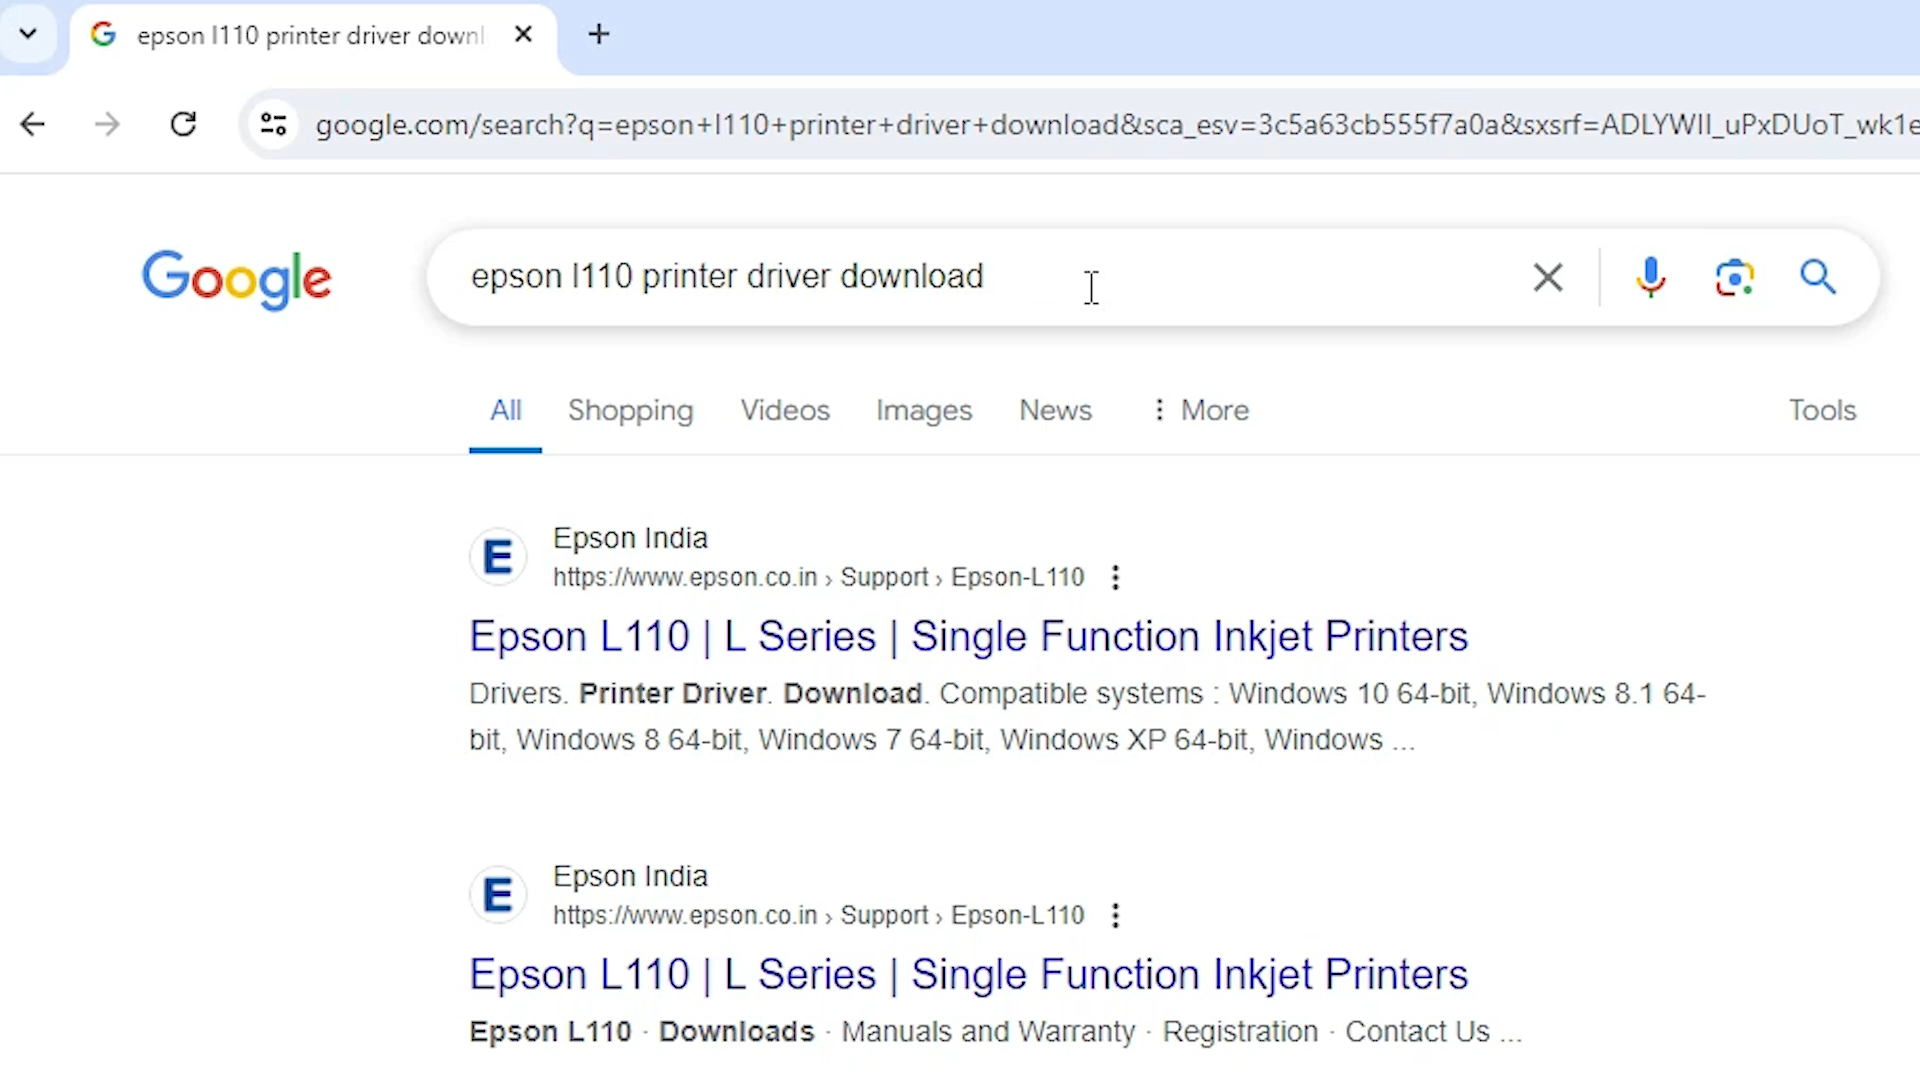 epson l110 printer driver downl
google.com/search?q=epson+l110+printer+driver+download&sca_esv=3c5a63cb555f7a0a&sxsrf=ADLYWII_uPxDUoT_wk1e
Google
epson l110 printer driver download
All Shopping Videos Images News More Tools
E
Epson India
https://www.epson.co.in › Support › Epson-L110
Epson L110 | L Series | Single Function Inkjet Printers
Drivers. Printer Driver. Download. Compatible systems : Windows 10 64-bit, Windows 8.1 64-
bit, Windows 8 64-bit, Windows 7 64-bit, Windows XP 64-bit, Windows ...
E
Epson India
https://www.epson.co.in › Support › Epson-L110
Epson L110 | L Series | Single Function Inkjet Printers
Epson L110 · Downloads · Manuals and Warranty · Registration · Contact Us ...